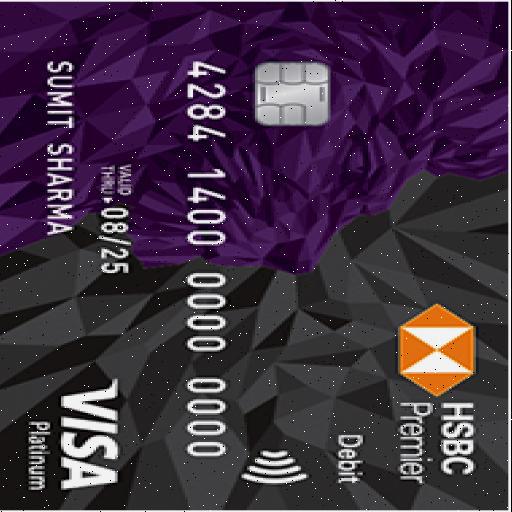 HSBC
Premier
Debit
4284 1400 0000 0000
VALID
THRU 08/25
SUMIT SHARMA
VISA
Platinum